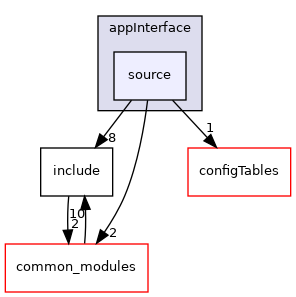 appInterface
source
1
8
include
configTables
10
2
2
common_modules